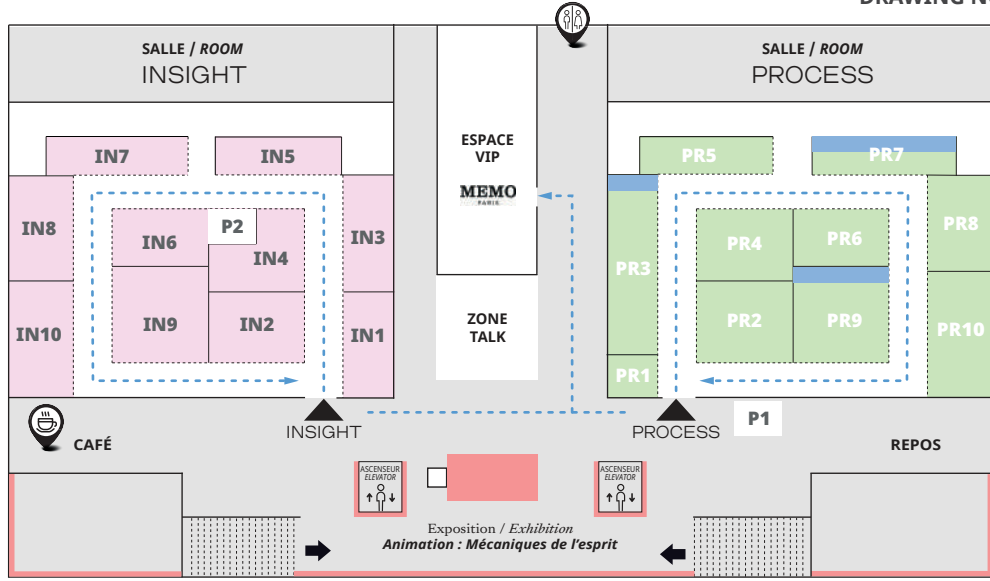 DRAWING N
SALLE / ROOM
INSIGHT
SALLE / ROOM
PROCESS
ESPACE
VIP
MEMO
PARIS
ZONE
TALK
IN7
IN5
IN8
IN6
P2
IN4
IN3
IN10
IN9
IN2
IN1
PR5
PR7
PR3
PR4
PR6
PR8
PR2
PR9
PR10
PR1
INSIGHT
PROCESS
P1
CAFÉ
REPOS
ASCENSEUR
ELEVATOR
ASCENSEUR
ELEVATOR
Exposition / Exhibition
Animation : Mécaniques de l'esprit